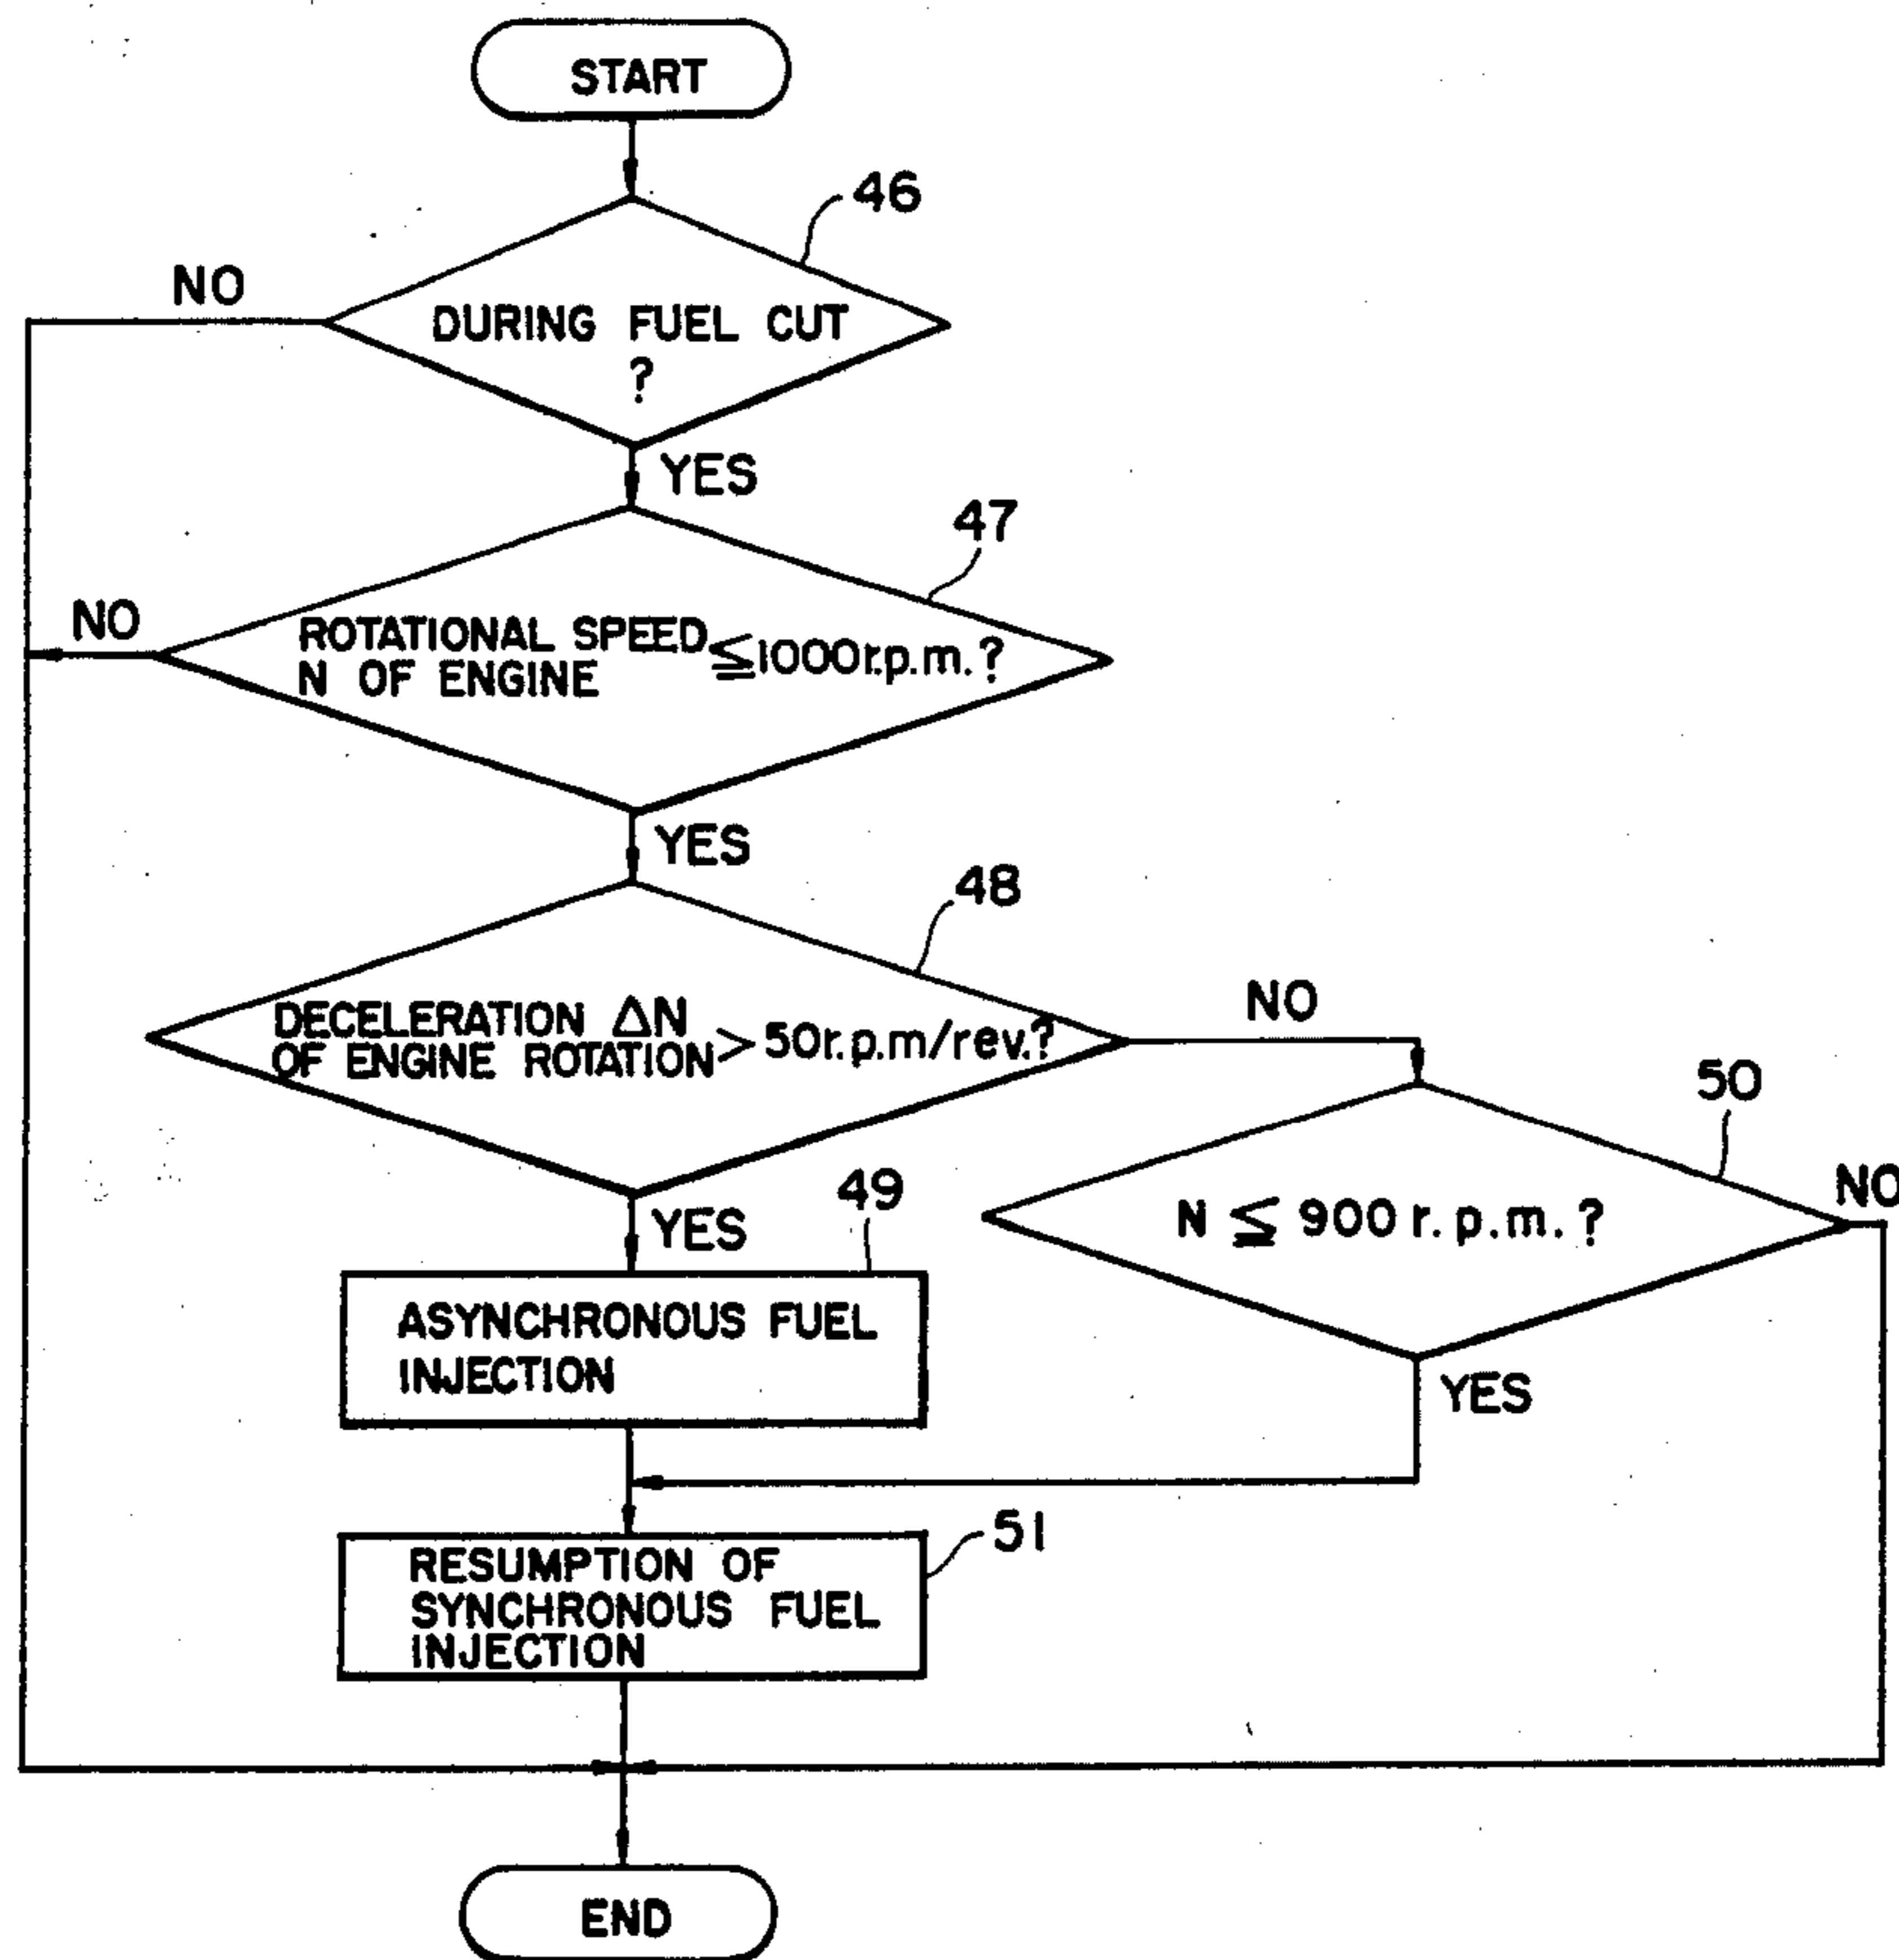 START
46
NO
DURING FUEL CUT
?
YES
47
NO
ROTATIONAL SPEED
N OF ENGINE
≦1000r.p.m.?
YES
48
DECELERATION ΔN
OF ENGINE ROTATION
> 50r.p.m/rev.?
NO
50
49
YES
N ≦ 900 r.p.m.?
NO
ASYNCHRONOUS FUEL
INJECTION
YES
51
RESUMPTION OF
SYNCHRONOUS FUEL
INJECTION
END